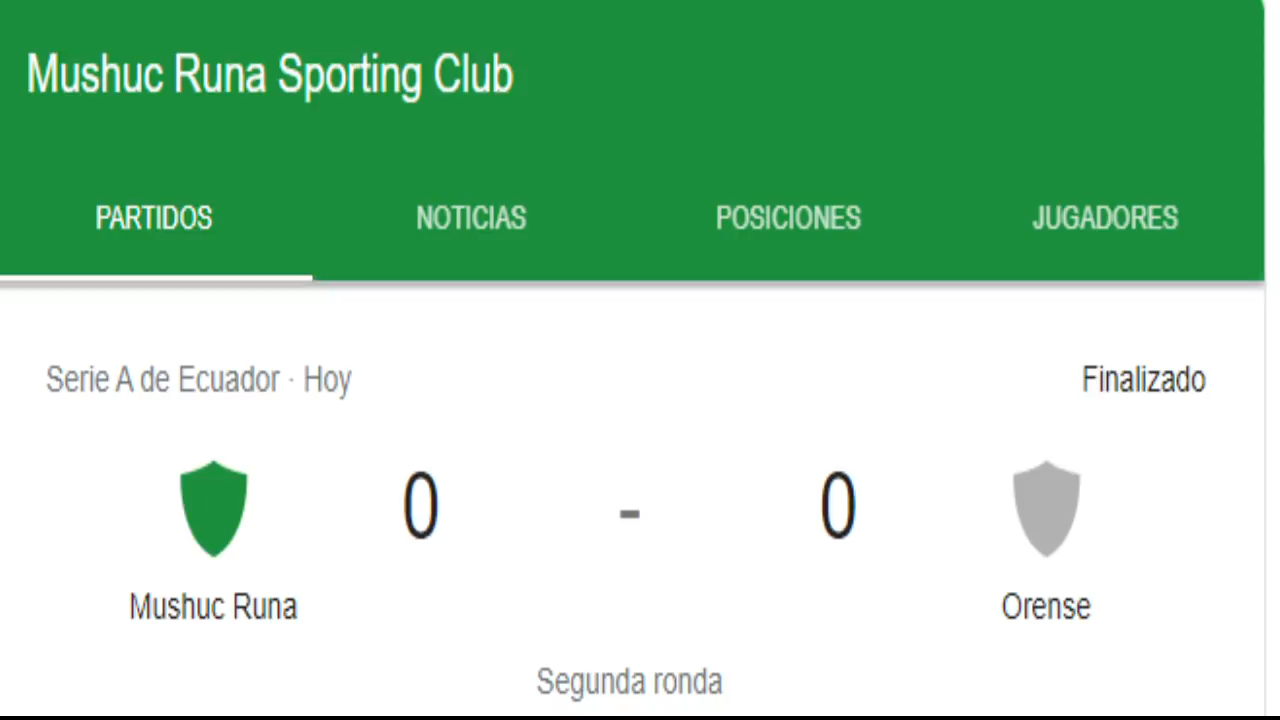 Mushuc Runa Sporting Club
PARTIDOS NOTICIAS POSICIONES JUGADORES
Serie A de Ecuador · Hoy Finalizado
0 - 0
Mushuc Runa Orense
Segunda ronda